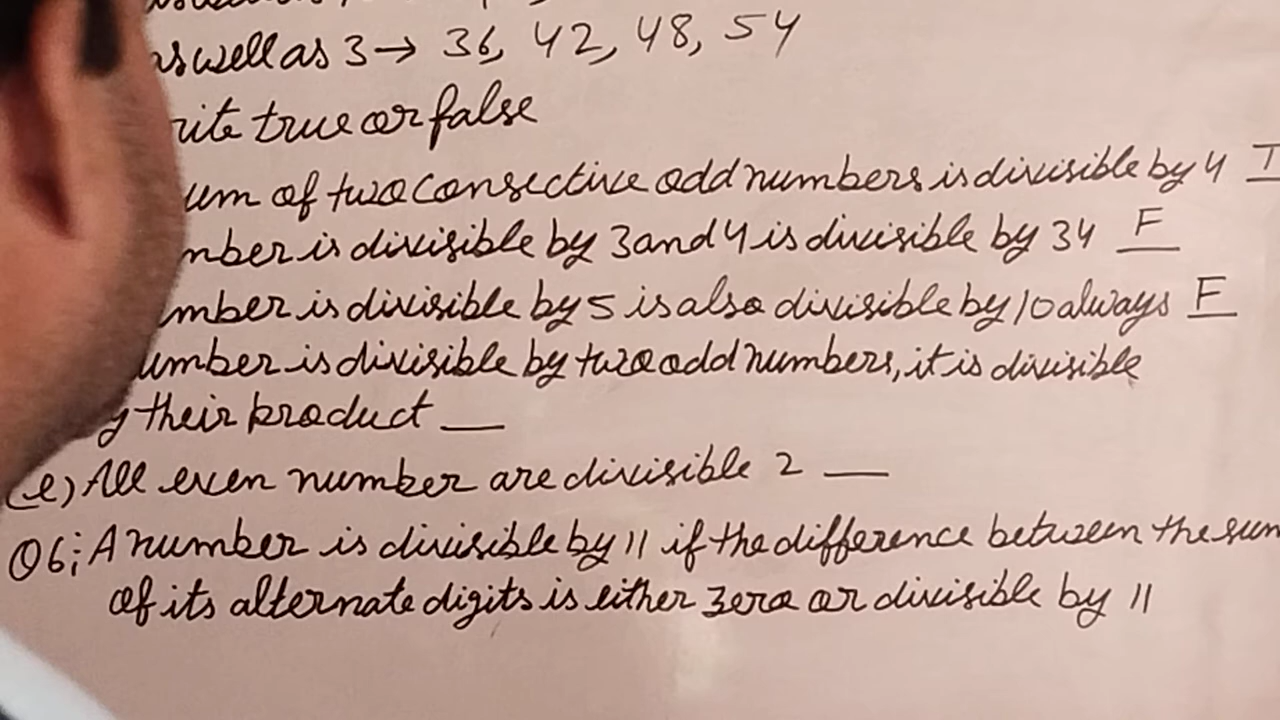 as well as 3 → 36, 42, 48, 54
rite true or false
um of two consective odd numbers is divisible by 4 T
mber is divisible by 3 and 4 is divisible by 34 F
mber is divisible by 5 is also divisible by 10 always F
umber is divisible by two odd numbers, it is divisible
y their product __
(e) All even number are divisible 2 __
Q6: A number is divisible by 11 if the difference between the sum
of its alternate digits is either zero or divisible by 11